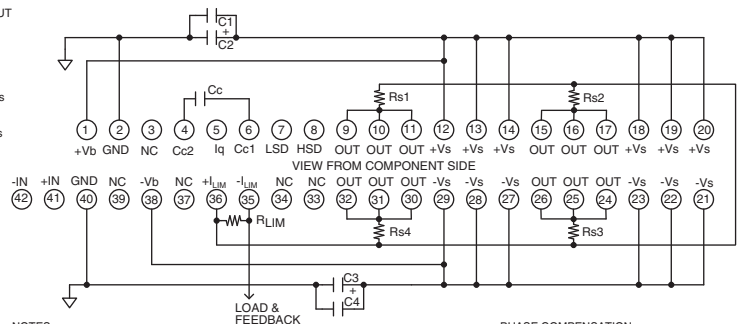 UT
C1
+
C2
s
s
Cc
Rs1
Rs2
1 2 3 4 5 6 7 8 9 10 11 12 13 14 15 16 17 18 19 20
+Vb GND NC Cc2 Iq Cc1 LSD HSD OUT OUT OUT +Vs +Vs +Vs OUT OUT OUT +Vs +Vs +Vs
VIEW FROM COMPONENT SIDE
-IN +IN GND NC -Vb NC +ILIM -ILIM NC NC OUT OUT OUT -Vs -Vs -Vs OUT OUT OUT -Vs -Vs -Vs
42 41 40 39 38 37 36 35 34 33 32 31 30 29 28 27 26 25 24 23 22 21
RLIM
Rs4
Rs3
C3
+
C4
LOAD &
FEEDBACK
NOTES
PHASE COMPENSATION